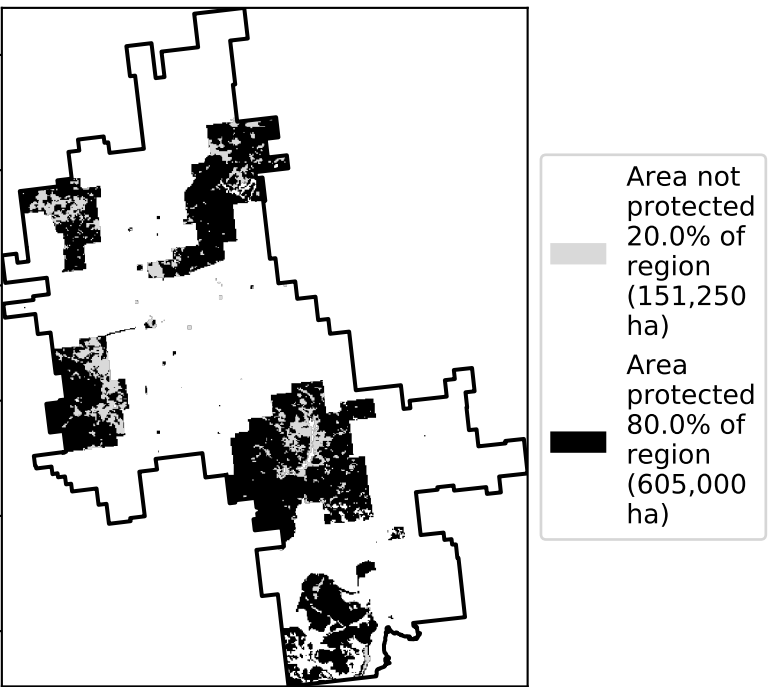 Area not
protected
20.0% of
region
(151,250
ha)
Area
protected
80.0% of
region
(605,000
ha)